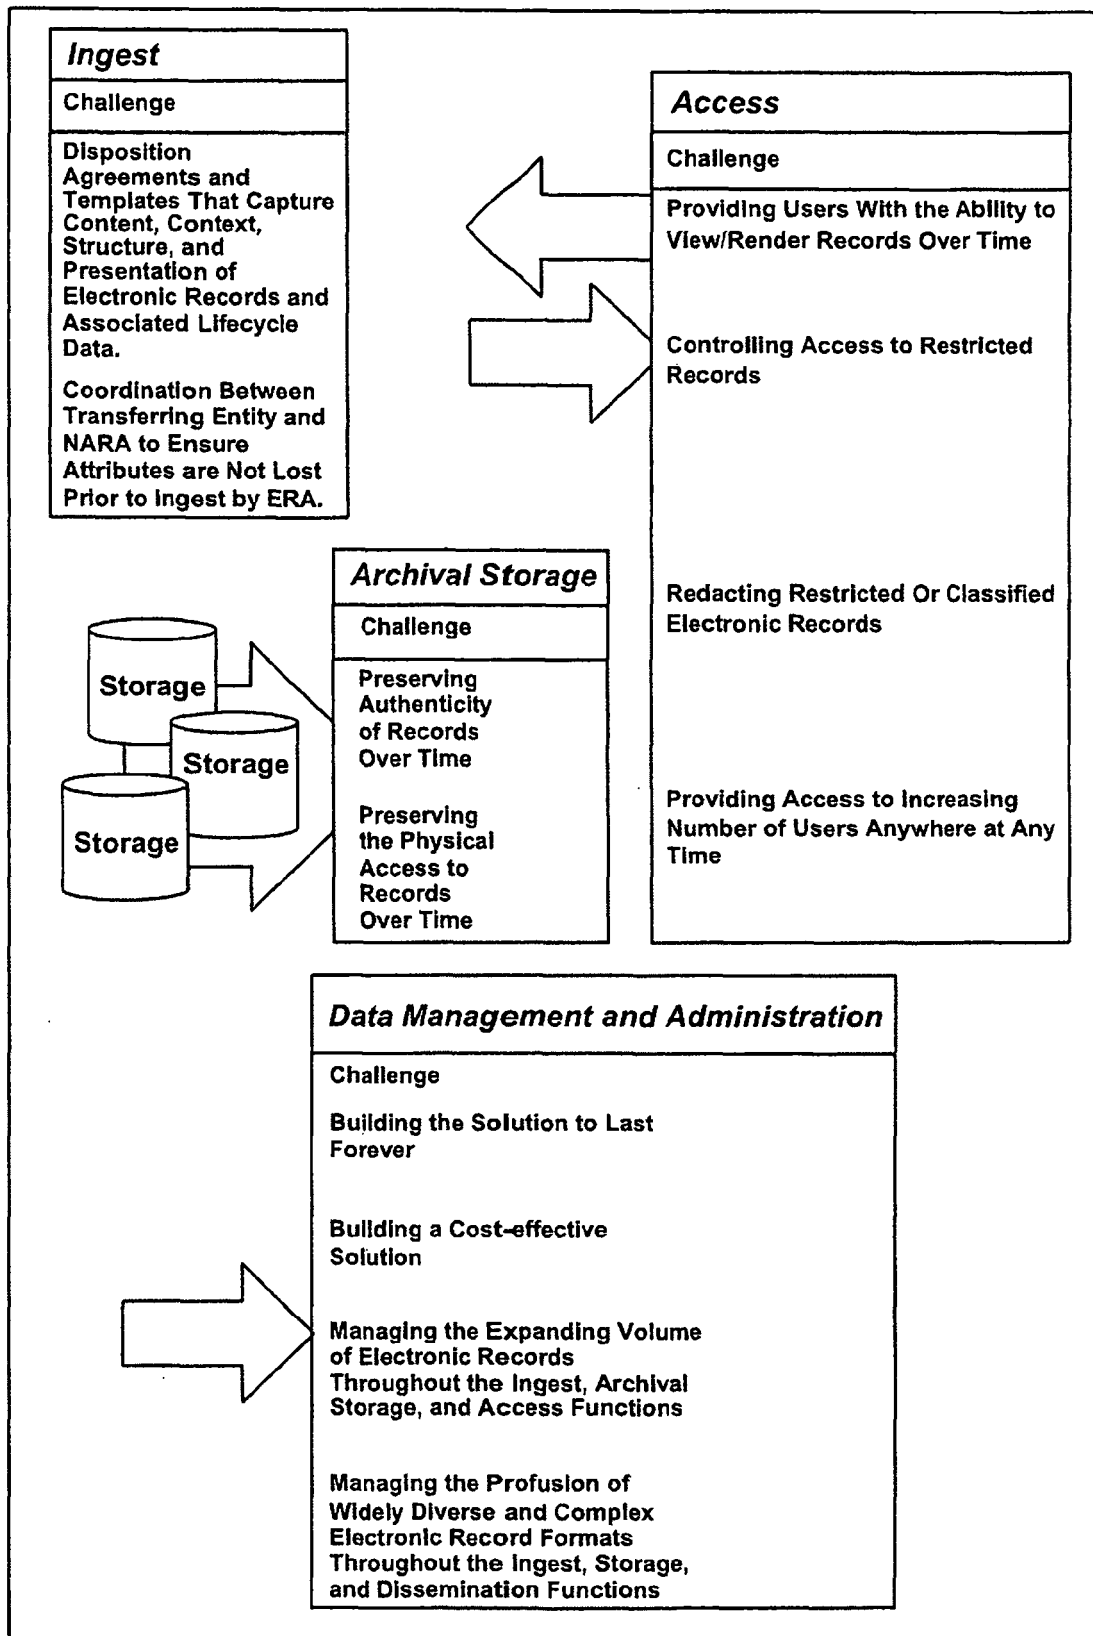 Ingest
Challenge
Disposition
Agreements and
Templates That Capture
Content, Context,
Structure, and
Presentation of
Electronic Records and
Associated Lifecycle
Data.
Coordination Between
Transferring Entity and
NARA to Ensure
Attributes are Not Lost
Prior to Ingest by ERA.
Access
Challenge
Providing Users With the Ability to
View/Render Records Over Time
Controlling Access to Restricted
Records
Redacting Restricted Or Classified
Electronic Records
Providing Access to Increasing
Number of Users Anywhere at Any
Time
Storage
Storage
Storage
Archival Storage
Challenge
Preserving
Authenticity
of Records
Over Time
Preserving
the Physical
Access to
Records
Over Time
Data Management and Administration
Challenge
Building the Solution to Last
Forever
Building a Cost-effective
Solution
Managing the Expanding Volume
of Electronic Records
Throughout the Ingest, Archival
Storage, and Access Functions
Managing the Profusion of
Widely Diverse and Complex
Electronic Record Formats
Throughout the Ingest, Storage,
and Dissemination Functions